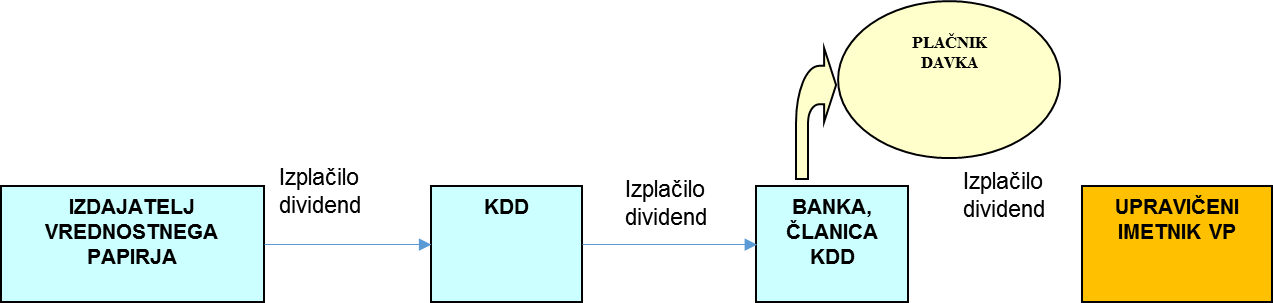 PLAČNIK
DAVKA
IZDAJATELJ
VREDNOSTNEGA
PAPIRJA
Izplačilo
dividend
KDD
Izplačilo
dividend
BANKA,
ČLANICA
KDD
Izplačilo
dividend
UPRAVIČENI
IMETNIK VP